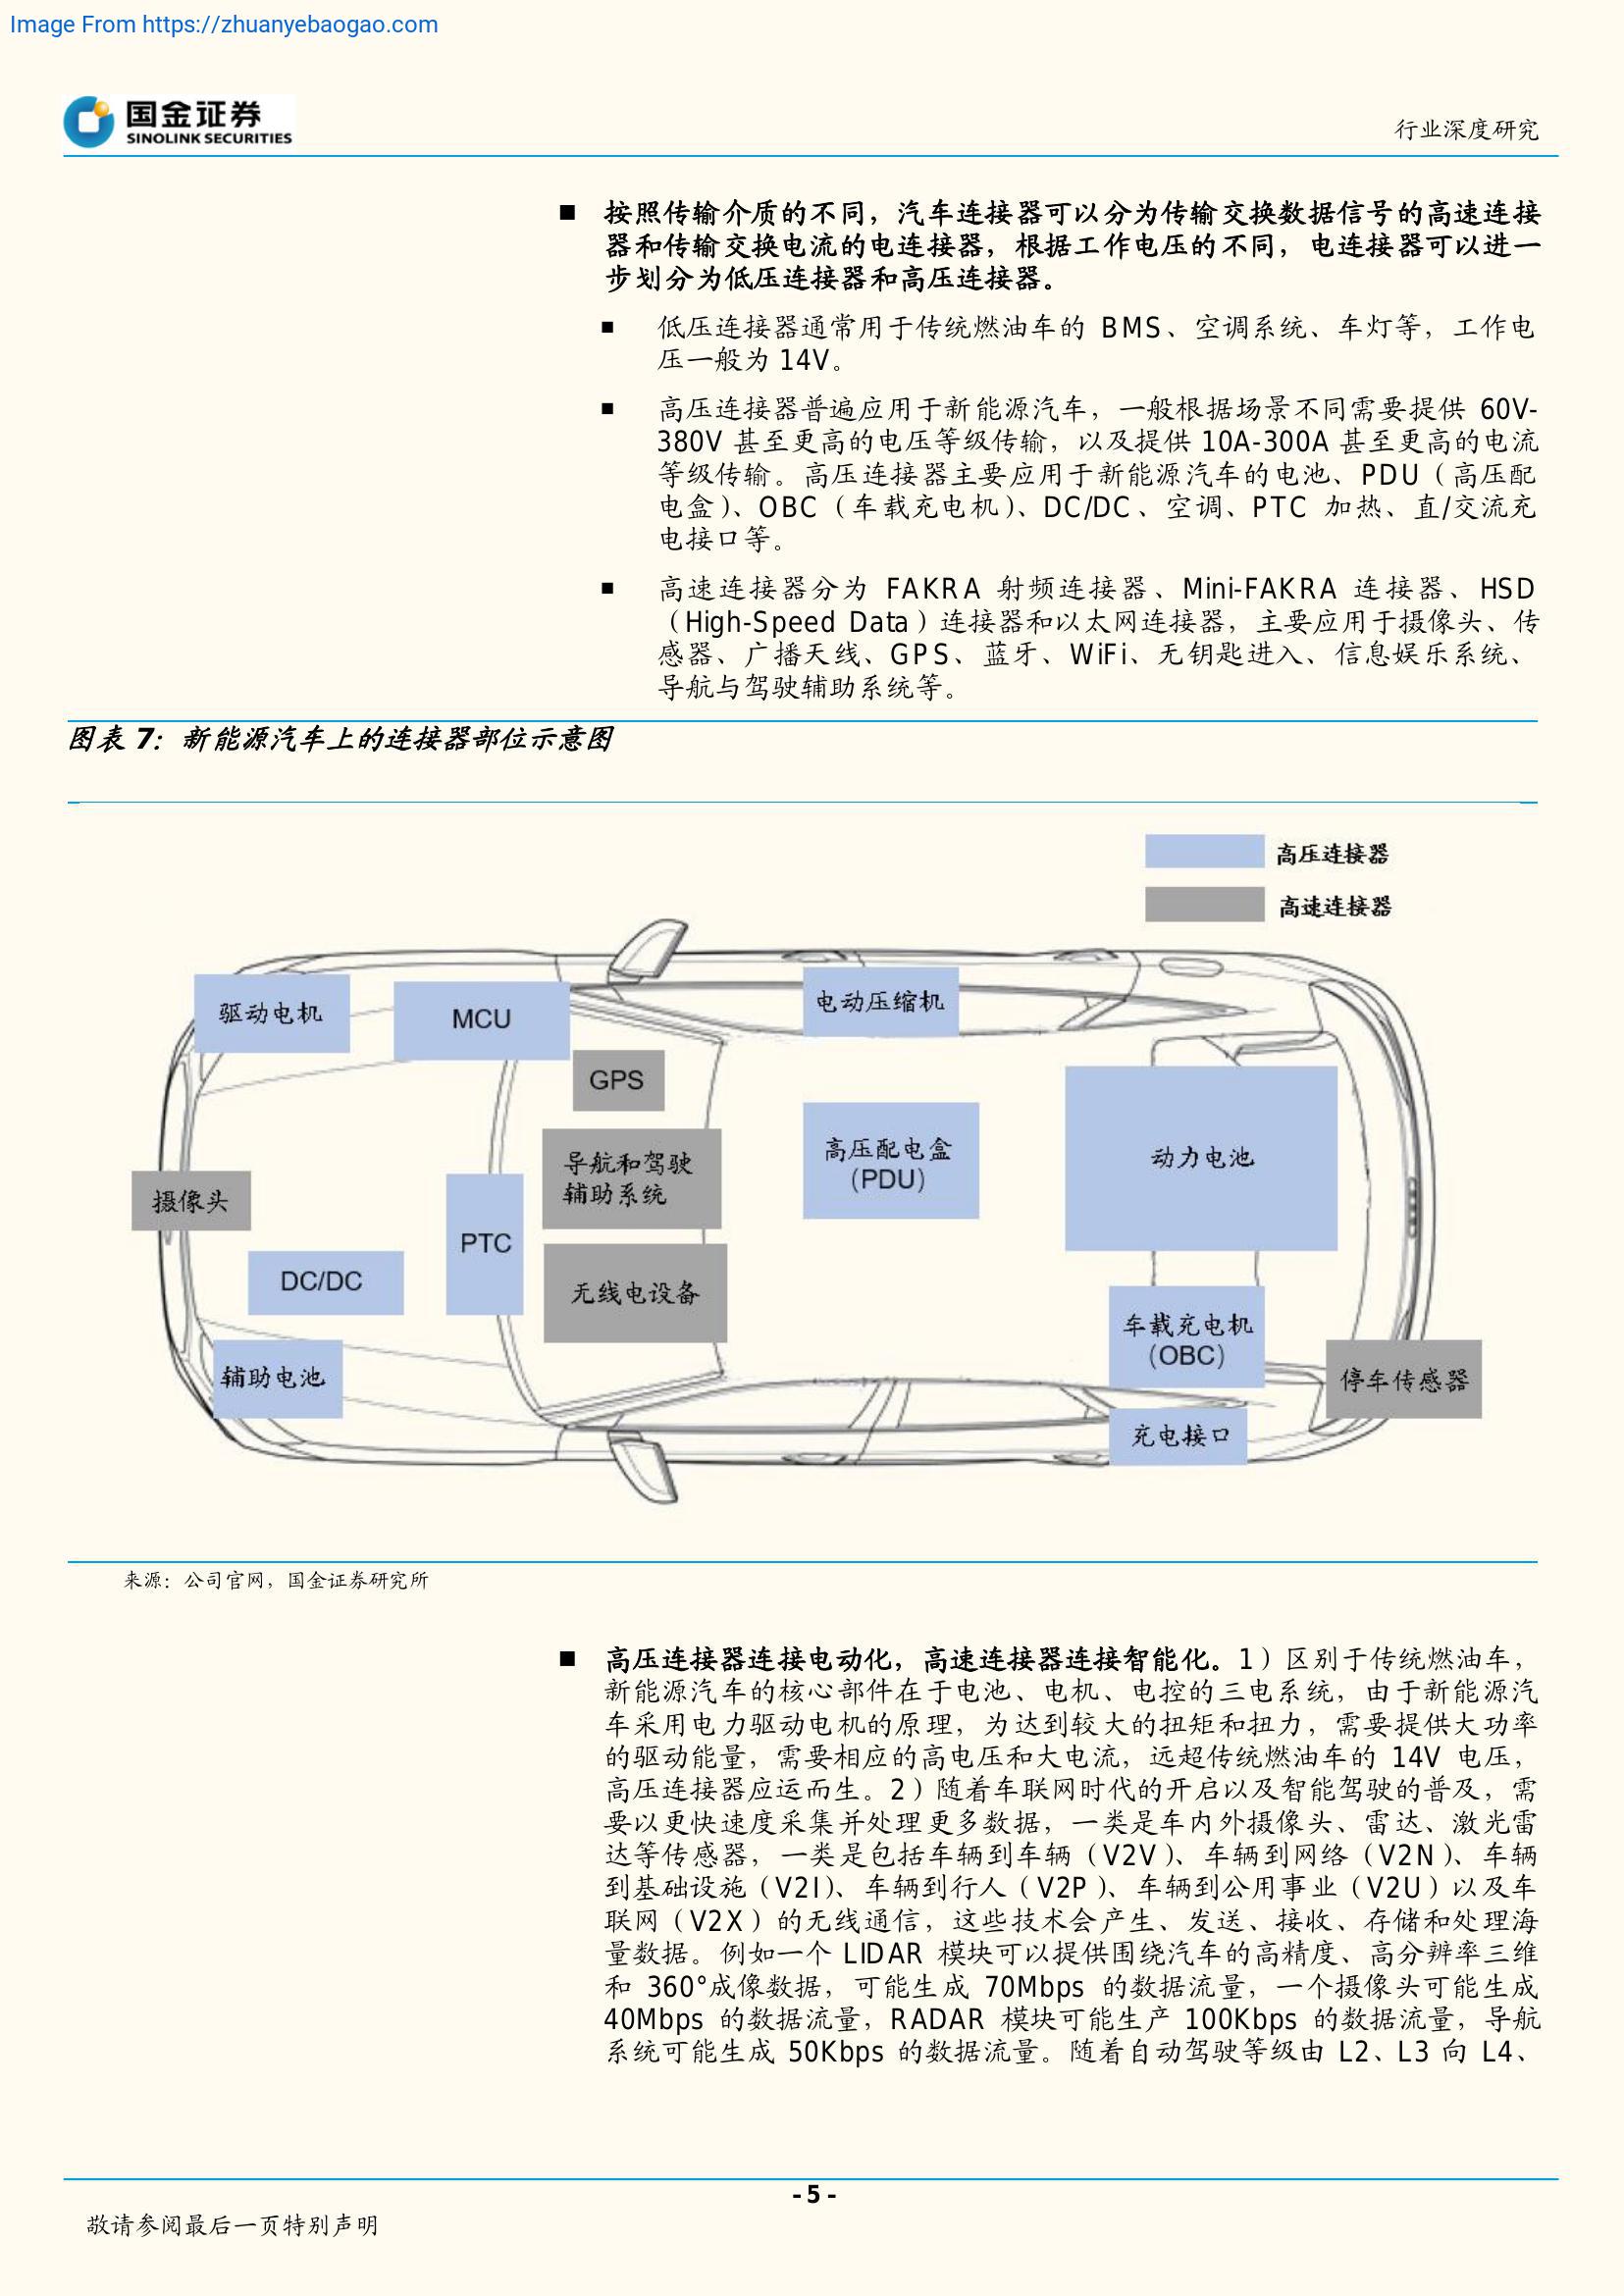 Image From https://zhuanyebaogao.com
国金证券
SINOLINK SECURITIES
行业深度研究
■ 按照传输介质的不同，汽车连接器可以分为传输交换数据信号的高速连接
器和传输交换电流的电连接器，根据工作电压的不同，电连接器可以进一
步划分为低压连接器和高压连接器。
■ 低压连接器通常用于传统燃油车的 BMS、空调系统、车灯等，工作电
压一般为 14V。
■ 高压连接器普遍应用于新能源汽车，一般根据场景不同需要提供 60V-
380V 甚至更高的电压等级传输，以及提供 10A-300A 甚至更高的电流
等级传输。高压连接器主要应用于新能源汽车的电池、PDU（高压配
电盒）、OBC（车载充电机）、DC/DC、空调、PTC 加热、直/交流充
电接口等。
■ 高速连接器分为 FAKRA 射频连接器、Mini-FAKRA 连接器、HSD
（High-Speed Data）连接器和以太网连接器，主要应用于摄像头、传
感器、广播天线、GPS、蓝牙、WiFi、无钥匙进入、信息娱乐系统、
导航与驾驶辅助系统等。
图表 7：新能源汽车上的连接器部位示意图
高压连接器
高速连接器
驱动电机
MCU
电动压缩机
GPS
导航和驾驶
辅助系统
高压配电盒
（PDU）
动力电池
摄像头
PTC
DC/DC
无线电设备
车载充电机
（OBC）
辅助电池
停车传感器
充电接口
来源：公司官网，国金证券研究所
■ 高压连接器连接电动化，高速连接器连接智能化。1）区别于传统燃油车，
新能源汽车的核心部件在于电池、电机、电控的三电系统，由于新能源汽
车采用电力驱动电机的原理，为达到较大的扭矩和扭力，需要提供大功率
的驱动能量，需要相应的高电压和大电流，远超传统燃油车的 14V 电压，
高压连接器应运而生。2）随着车联网时代的开启以及智能驾驶的普及，需
要以更快速度采集并处理更多数据，一类是车内外摄像头、雷达、激光雷
达等传感器，一类是包括车辆到车辆（V2V）、车辆到网络（V2N）、车辆
到基础设施（V2I）、车辆到行人（V2P）、车辆到公用事业（V2U）以及车
联网（V2X）的无线通信，这些技术会产生、发送、接收、存储和处理海
量数据。例如一个 LIDAR 模块可以提供围绕汽车的高精度、高分辨率三维
和 360°成像数据，可能生成 70Mbps 的数据流量，一个摄像头可能生成
40Mbps 的数据流量，RADAR 模块可能生产 100Kbps 的数据流量，导航
系统可能生成 50Kbps 的数据流量。随着自动驾驶等级由 L2、L3 向 L4、
- 5 -
敬请参阅最后一页特别声明